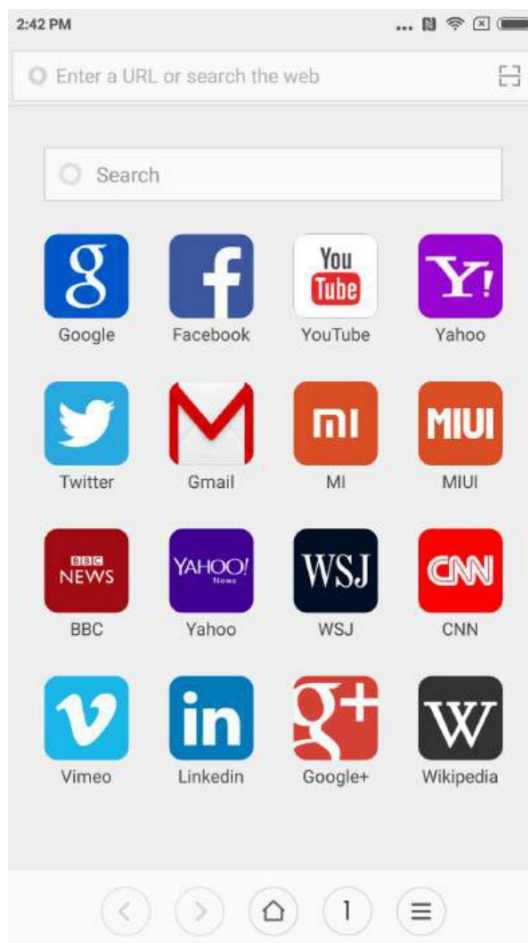 2:42 PM
Enter a URL or search the web
Search
g
f
You
Tube
Y!
Google
Facebook
YouTube
Yahoo
M
mi
MIUI
Twitter
Gmail
MI
MIUI
BBC
NEWS
YAHOO!
News
WSJ
CNN
BBC
Yahoo
WSJ
CNN
v
in
g+
W
Vimeo
Linkedin
Google+
Wikipedia
1